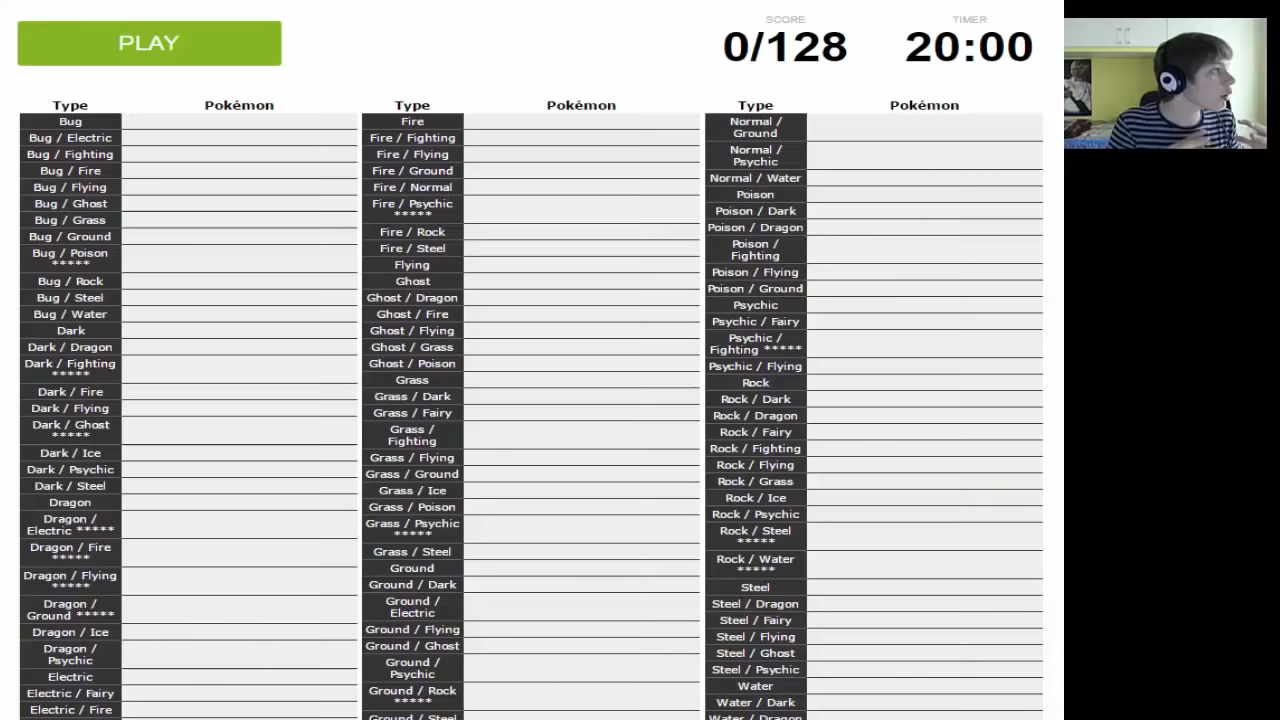 PLAY
SCORE
0/128
TIMER
20:00
Type
Pokémon
Bug
Bug / Electric
Bug / Fighting
Bug / Fire
Bug / Flying
Bug / Ghost
Bug / Grass
Bug / Ground
Bug / Poison
*****
Bug / Rock
Bug / Steel
Bug / Water
Dark
Dark / Dragon
Dark / Fighting
*****
Dark / Fire
Dark / Flying
Dark / Ghost
*****
Dark / Ice
Dark / Psychic
Dark / Steel
Dragon
Dragon /
Electric *****
Dragon / Fire
*****
Dragon / Flying
*****
Dragon /
Ground *****
Dragon / Ice
Dragon /
Psychic
Electric
Electric / Fairy
Electric / Fire
Type
Pokémon
Fire
Fire / Fighting
Fire / Flying
Fire / Ground
Fire / Normal
Fire / Psychic
*****
Fire / Rock
Fire / Steel
Flying
Ghost
Ghost / Dragon
Ghost / Fire
Ghost / Flying
Ghost / Grass
Ghost / Poison
Grass
Grass / Dark
Grass / Fairy
Grass /
Fighting
Grass / Flying
Grass / Ground
Grass / Ice
Grass / Poison
Grass / Psychic
*****
Grass / Steel
Ground
Ground / Dark
Ground /
Electric
Ground / Flying
Ground / Ghost
Ground /
Psychic
Ground / Rock
*****
Ground / Steel
Type
Pokémon
Normal /
Ground
Normal /
Psychic
Normal / Water
Poison
Poison / Dark
Poison / Dragon
Poison /
Fighting
Poison / Flying
Poison / Ground
Psychic
Psychic / Fairy
Psychic /
Fighting *****
Psychic / Flying
Rock
Rock / Dark
Rock / Dragon
Rock / Fairy
Rock / Fighting
Rock / Flying
Rock / Grass
Rock / Ice
Rock / Psychic
Rock / Steel
*****
Rock / Water
*****
Steel
Steel / Dragon
Steel / Fairy
Steel / Flying
Steel / Ghost
Steel / Psychic
Water
Water / Dark
Water / Dragon